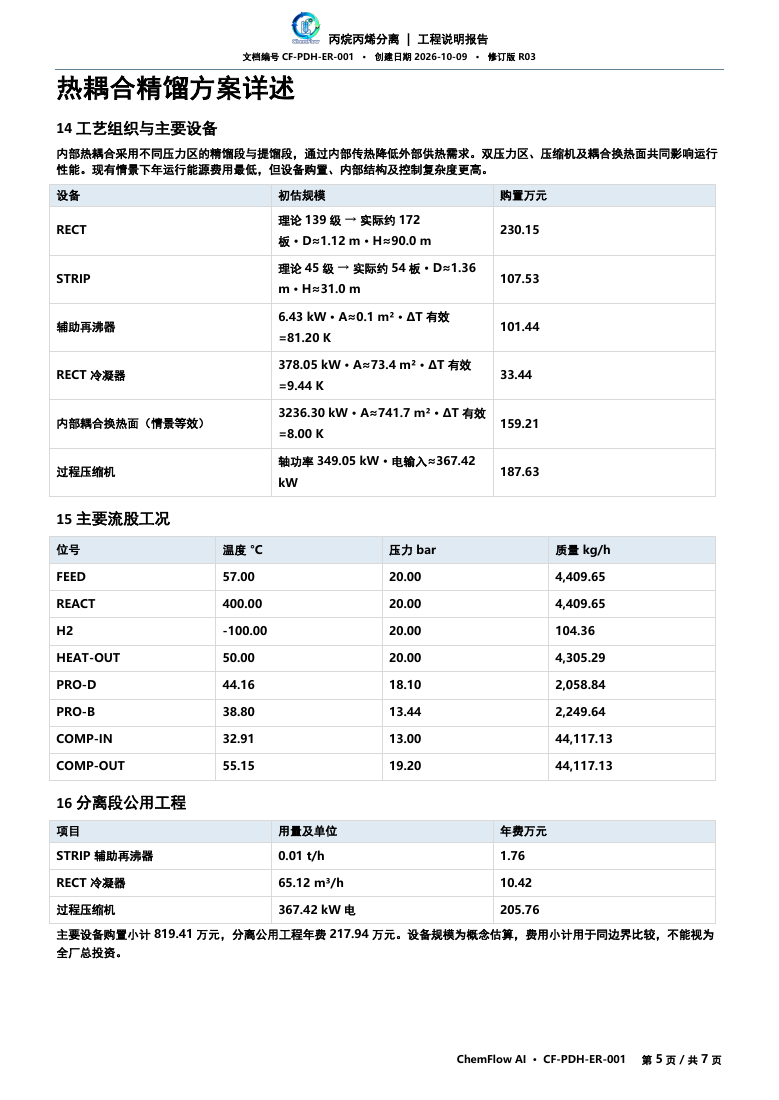 丙烷丙烯分离 | 工程说明报告
文档编号 CF-PDH-ER-001 • 创建日期 2026-10-09 • 修订版 R03
热耦合精馏方案详述
14 工艺组织与主要设备
内部热耦合采用不同压力区的精馏段与提馏段，通过内部传热降低外部供热需求。双压力区、压缩机及耦合换热面共同影响运行
性能。现有情景下年运行能源费用最低，但设备购置、内部结构及控制复杂度更高。
设备 初估规模 购置万元
RECT 理论 139 级 → 实际约 172
板 • D≈1.12 m • H≈90.0 m 230.15
STRIP 理论 45 级 → 实际约 54 板 • D≈1.36
m • H≈31.0 m 107.53
辅助再沸器 6.43 kW • A≈0.1 m² • ΔT 有效
=81.20 K 101.44
RECT 冷凝器 378.05 kW • A≈73.4 m² • ΔT 有效
=9.44 K 33.44
内部耦合换热面（情景等效） 3236.30 kW • A≈741.7 m² • ΔT 有效
=8.00 K 159.21
过程压缩机 轴功率 349.05 kW • 电输入≈367.42
kW 187.63
15 主要流股工况
位号 温度 °C 压力 bar 质量 kg/h
FEED 57.00 20.00 4,409.65
REACT 400.00 20.00 4,409.65
H2 -100.00 20.00 104.36
HEAT-OUT 50.00 20.00 4,305.29
PRO-D 44.16 18.10 2,058.84
PRO-B 38.80 13.44 2,249.64
COMP-IN 32.91 13.00 44,117.13
COMP-OUT 55.15 19.20 44,117.13
16 分离段公用工程
项目 用量及单位 年费万元
STRIP 辅助再沸器 0.01 t/h 1.76
RECT 冷凝器 65.12 m³/h 10.42
过程压缩机 367.42 kW 电 205.76
主要设备购置小计 819.41 万元，分离公用工程年费 217.94 万元。设备规模为概念估算，费用小计用于同边界比较，不能视为
全厂总投资。
ChemFlow AI • CF-PDH-ER-001 第 5 页 / 共 7 页